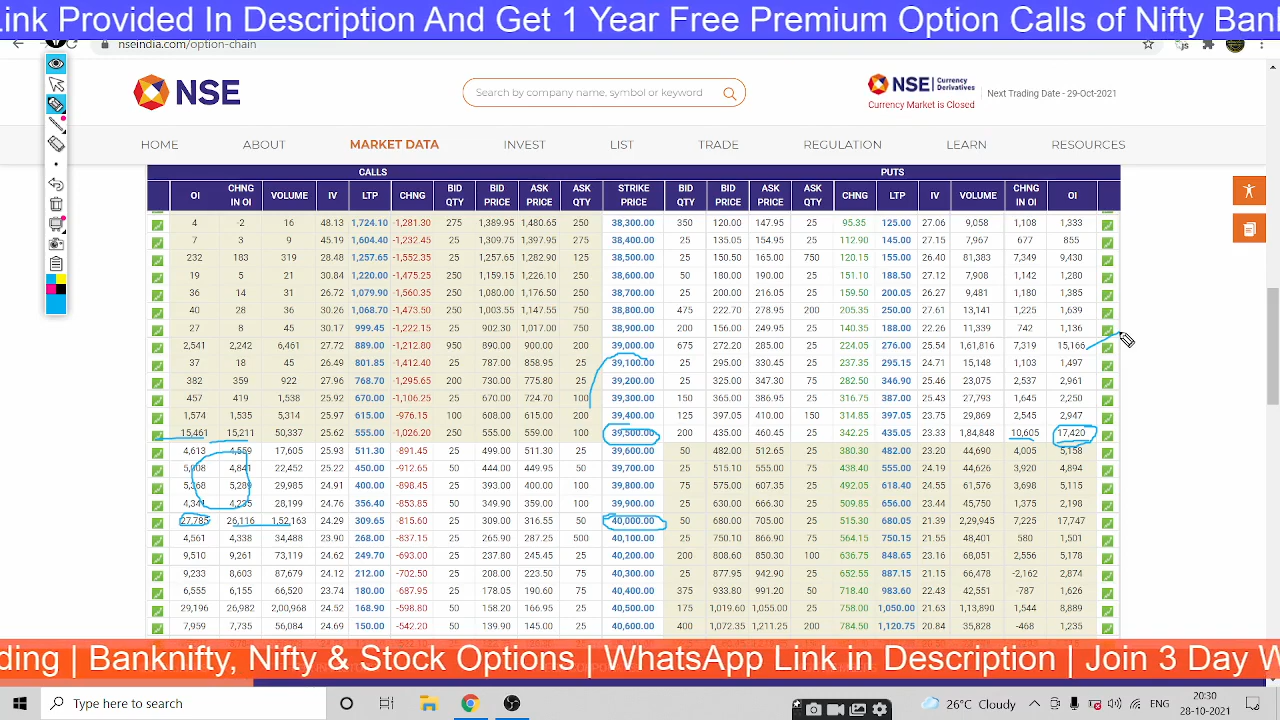 Link Provided In Description And Get 1 Year Free Premium Option Calls of Nifty Bank
nseindia.com/option-chain
NSE
Search by company name, symbol or keyword
NSE Currency Derivatives
Currency Market is Closed
Next Trading Date - 29-Oct-2021
HOME ABOUT MARKET DATA INVEST LIST TRADE REGULATION LEARN RESOURCES
CALLS PUTS
OI CHNG IN OI VOLUME IV LTP CHNG BID QTY BID PRICE ASK PRICE ASK QTY STRIKE PRICE BID QTY BID PRICE ASK PRICE ASK QTY CHNG LTP IV VOLUME CHNG IN OI OI
4 -2 16 48.13 1,724.10 -1,281.30 275 1,389.95 1,480.65 250 38,300.00 350 120.00 147.95 25 95.35 125.00 27.06 9,058 1,108 1,333
7 3 9 45.19 1,604.40 -1,232.45 25 1,309.75 1,397.95 275 38,400.00 25 135.05 154.95 25 112.90 145.00 27.15 7,967 677 855
232 183 319 28.48 1,257.65 -1,552.35 25 1,257.65 1,282.90 125 38,500.00 25 150.50 165.00 750 120.15 155.00 26.40 81,383 7,349 9,430
19 5 21 30.84 1,220.00 -1,475.25 250 1,159.15 1,226.10 250 38,600.00 50 180.00 190.00 25 151.10 188.50 27.12 7,908 1,142 1,280
36 14 31 26.72 1,079.90 -1,560.35 250 1,080.00 1,176.50 250 38,700.00 25 200.00 216.05 25 159.50 200.05 26.27 9,481 1,180 1,385
40 28 36 30.26 1,068.70 -1,473.50 250 1,003.55 1,147.55 750 38,800.00 475 222.70 235.95 200 205.35 250.00 27.61 13,141 1,225 1,639
27 8 45 30.17 999.45 -1,222.15 25 902.30 1,017.00 750 38,900.00 200 156.00 249.95 25 140.35 188.00 22.26 11,339 742 1,136
2,541 2,242 6,461 27.72 889.00 -1,221.80 950 890.00 900.00 200 39,000.00 675 272.20 285.00 25 224.05 276.00 25.54 1,61,816 7,319 15,166
37 18 45 26.49 801.85 -1,412.40 25 787.00 858.95 25 39,100.00 25 295.00 330.45 25 237.35 295.15 24.71 15,148 1,103 1,497
382 359 922 27.96 768.70 -1,295.65 200 730.00 775.80 25 39,200.00 25 325.00 347.30 75 282.50 346.90 25.46 23,075 2,537 2,961
457 419 1,538 25.92 670.00 -1,106.25 25 670.00 724.70 100 39,300.00 150 365.00 386.95 25 316.75 387.00 25.43 27,793 1,645 2,250
1,574 1,535 5,314 25.97 615.00 -976.15 100 608.00 615.00 200 39,400.00 125 397.05 410.00 150 314.85 397.05 23.75 29,869 2,545 2,947
15,461 15,211 50,337 24.95 555.00 -1,026.20 200 555.00 559.00 100 39,500.00 200 435.00 460.45 25 342.25 435.05 23.33 1,84,848 10,605 17,420
4,613 4,559 17,605 25.43 511.30 -891.45 25 499.00 511.30 25 39,600.00 50 482.00 512.65 25 380.30 482.00 23.20 44,690 4,005 5,158
4,841 22,452 25.22 450.00 -912.65 50 444.00 449.95 50 39,700.00 25 515.10 555.00 75 438.40 555.00 24.19 44,626 3,920 4,894
5,289 29,985 24.91 400.00 25 393.00 400.00 100 39,800.00 75 575.00 607.35 25 492.05 618.40 24.55 61,576 3,698 5,115
4,235 28,199 24.76 356.40 -853.85 50 349.90 359.00 100 39,900.00 25 630.00 666.30 25 509.85 656.00 23.44 45,750 1,375 2,198
27,785 26,116 1,52,163 24.29 309.65 -815.60 25 309.00 316.55 50 40,000.00 50 680.00 705.00 25 515.30 680.05 21.39 2,29,945 7,225 17,747
4,561 4,338 34,488 23.90 268.00 -837.15 25 265.90 287.25 500 40,100.00 25 750.10 866.90 75 564.15 750.15 22.55 48,401 580 1,501
9,510 9,261 73,119 24.62 249.70 -693.00 25 237.80 245.45 25 40,200.00 200 808.60 850.30 100 636.75 848.65 23.16 68,051 2,556 5,178
9,233 8,603 87,679 24.12 212.00 -702.50 25 208.00 223.50 75 40,300.00 25 877.95 942.90 25 652.55 887.15 21.15 66,478 -2,162 2,874
6,555 6,155 66,520 23.74 180.00 -687.95 25 178.05 190.60 75 40,400.00 25 933.80 991.20 50 718.40 983.60 22.43 42,551 -787 1,626
29,196 26,982 2,00,968 24.24 168.90 -598.80 50 158.20 166.95 25 40,500.00 175 1,019.60 1,055.00 25 758.00 1,050.00 21.63 1,13,890 1,544 8,889
7,959 7,735 56,084 24.69 150.00 -542.20 50 139.90 145.00 25 40,600.00 400 1,072.35 1,211.25 200 784.50 1,120.75 20.84 35,828 -468 1,235
ding | Banknifty, Nifty & Stock Options | WhatsApp Link in Description | Join 3 Day W
Type here to search
26°C Cloudy
ENG
20:30
28-10-2021